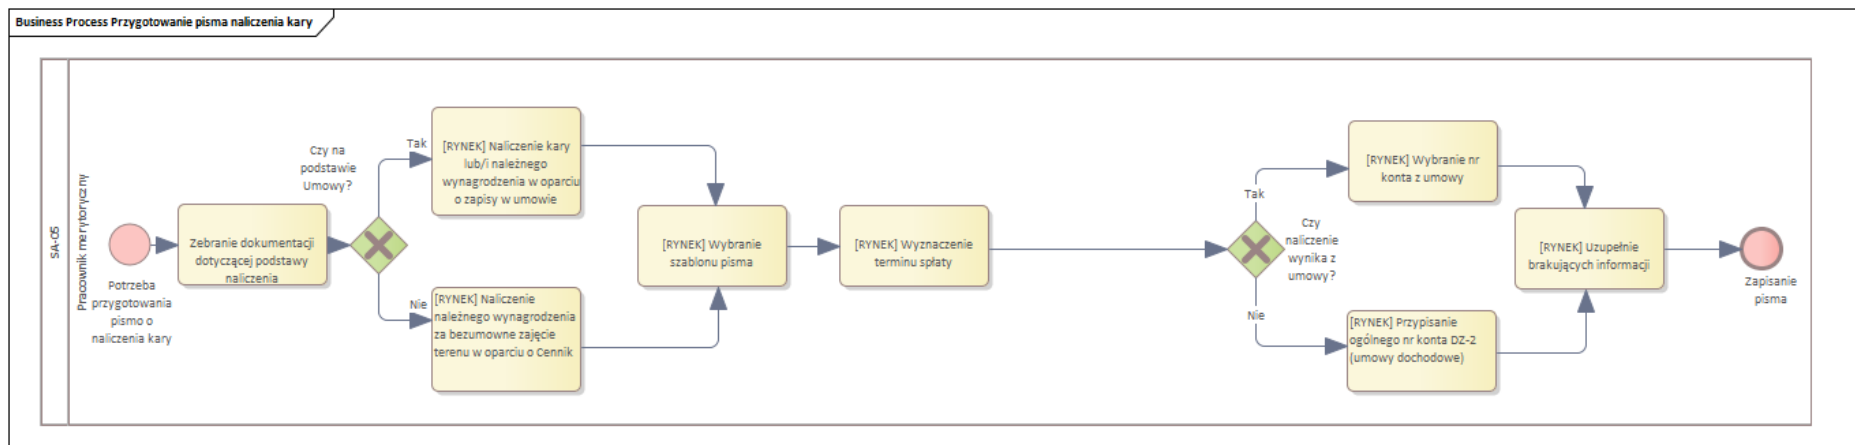 Business Process Przygotowanie pisma naliczenia kary
SA-05
Pracownik merytoryczny
Potrzeba
przygotowania
pismo o
naliczenia kary
Zebranie dokumentacji
dotyczącej podstawy
naliczenia
Czy na
podstawie
Umowy?
Tak
[RYNEK] Naliczenie kary
lub/i należnego
wynagrodzenia w oparciu
o zapisy w umowie
Nie
[RYNEK] Naliczenie
należnego wynagrodzenia
za bezumowne zajęcie
terenu w oparciu o Cennik
[RYNEK] Wybranie
szablonu pisma
[RYNEK] Wyznaczenie
terminu spłaty
Czy
naliczenie
wynika z
umowy?
Tak
[RYNEK] Wybranie nr
konta z umowy
Nie
[RYNEK] Przypisanie
ogólnego nr konta DZ-2
(umowy dochodowe)
[RYNEK] Uzupełnie
brakujących informacji
Zapisanie
pisma